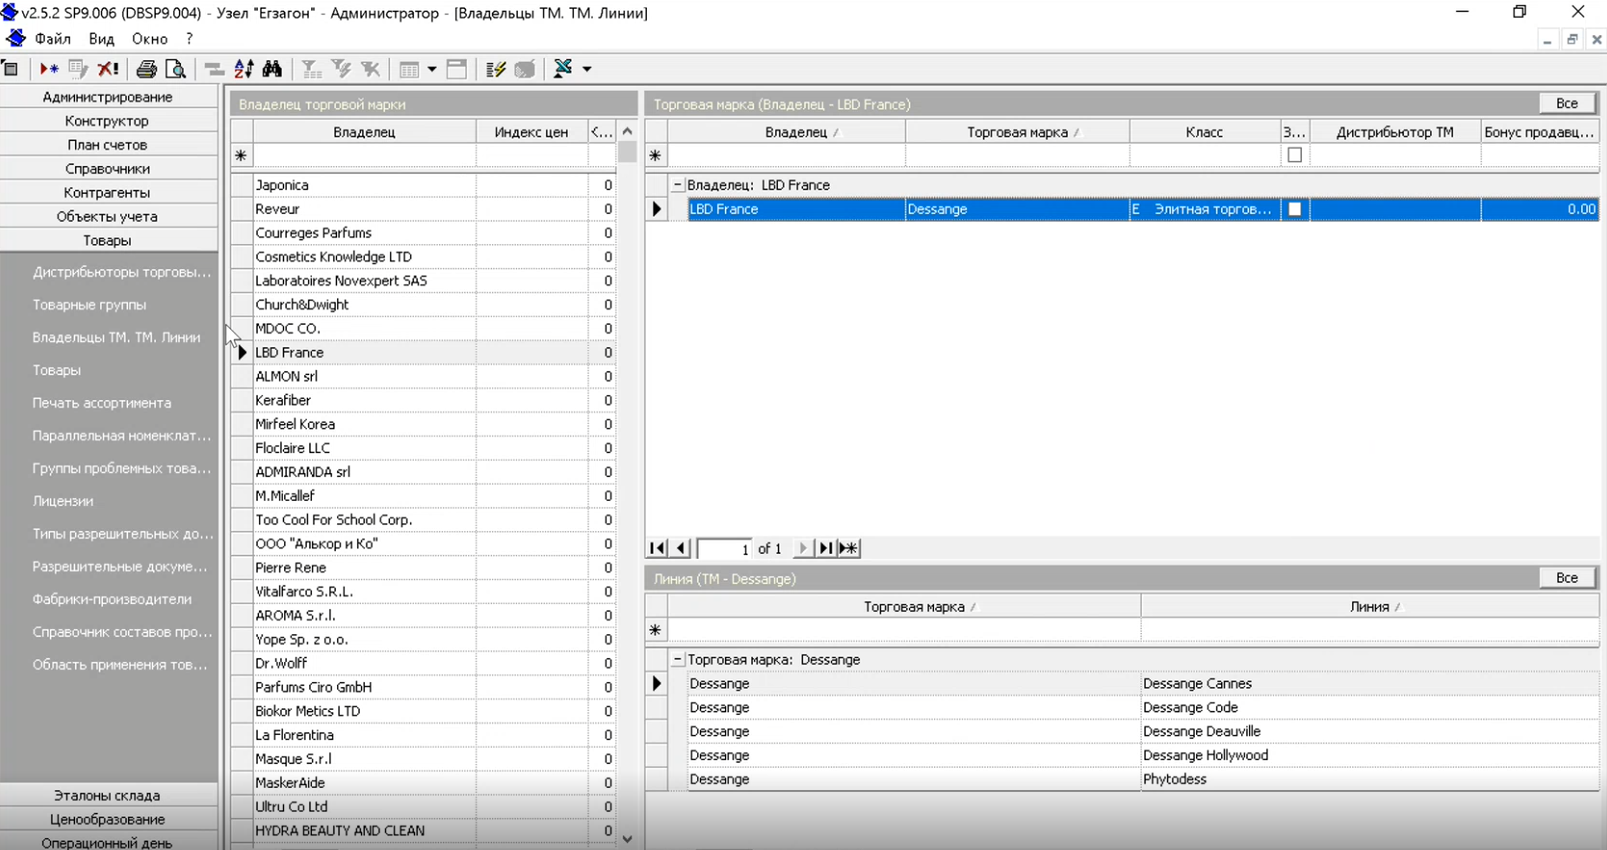 v2.5.2 SP9.006 (DBSP9.004) - Узел "Егзагон" - Администратор - [Владельцы ТМ. ТМ. Линии]
Файл Вид Окно ?
Администрирование
Конструктор
План счетов
Справочники
Контрагенты
Объекты учета
Товары
Дистрибьюторы торговы...
Товарные группы
Владельцы ТМ. ТМ. Линии
Товары
Печать ассортимента
Параллельная номенклат...
Группы проблемных това...
Лицензии
Типы разрешительных до...
Разрешительные докуме...
Фабрики-производители
Справочник составов про...
Область применения тов...
Эталоны склада
Ценообразование
Операционный день
Владелец торговой марки
Владелец Индекс цен <...
Japonica 0
Reveur 0
Courreges Parfums 0
Cosmetics Knowledge LTD 0
Laboratoires Novexpert SAS 0
Church&Dwight 0
MDOC CO. 0
LBD France 0
ALMON srl 0
Kerafiber 0
Mirfeel Korea 0
Floclaire LLC 0
ADMIRANDA srl 0
M.Micallef 0
Too Cool For School Corp. 0
ООО "Алькор и Ко" 0
Pierre Rene 0
Vitalfarco S.R.L. 0
AROMA S.r.l. 0
Yope Sp. z o.o. 0
Dr.Wolff 0
Parfums Ciro GmbH 0
Biokor Metics LTD 0
La Florentina 0
Masque S.r.l 0
MaskerAide 0
Ultru Co Ltd 0
HYDRA BEAUTY AND CLEAN 0
Торговая марка (Владелец - LBD France) Все
Владелец Торговая марка Класс З... Дистрибьютор ТМ Бонус продавц...
Владелец: LBD France
LBD France Dessange E Элитная торгов... 0.00
1 of 1
Линия (ТМ - Dessange) Все
Торговая марка Линия
Торговая марка: Dessange
Dessange Dessange Cannes
Dessange Dessange Code
Dessange Dessange Deauville
Dessange Dessange Hollywood
Dessange Phytodess